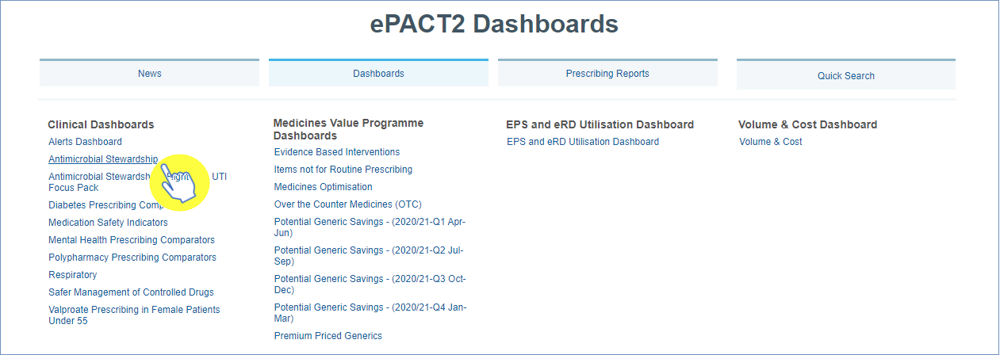 ePACT2 Dashboards
News
Dashboards
Prescribing Reports
Quick Search
Clinical Dashboards
Alerts Dashboard
Antimicrobial Stewardship
Antimicrobial Stewardsh UTI
Focus Pack
Diabetes Prescribing Comp
Medication Safety Indicators
Mental Health Prescribing Comparators
Polypharmacy Prescribing Comparators
Respiratory
Safer Management of Controlled Drugs
Valproate Prescribing in Female Patients
Under 55
Medicines Value Programme
Dashboards
Evidence Based Interventions
Items not for Routine Prescribing
Medicines Optimisation
Over the Counter Medicines (OTC)
Potential Generic Savings - (2020/21-Q1 Apr-
Jun)
Potential Generic Savings - (2020/21-Q2 Jul-
Sep)
Potential Generic Savings - (2020/21-Q3 Oct-
Dec)
Potential Generic Savings - (2020/21-Q4 Jan-
Mar)
Premium Priced Generics
EPS and eRD Utilisation Dashboard
EPS and eRD Utilisation Dashboard
Volume & Cost Dashboard
Volume & Cost